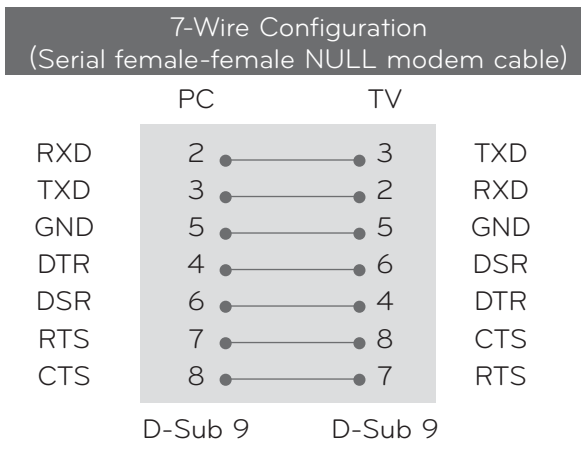 7-Wire Configuration
(Serial female-female NULL modem cable)
PC TV
RXD 2 3 TXD
TXD 3 2 RXD
GND 5 5 GND
DTR 4 6 DSR
DSR 6 4 DTR
RTS 7 8 CTS
CTS 8 7 RTS
D-Sub 9 D-Sub 9